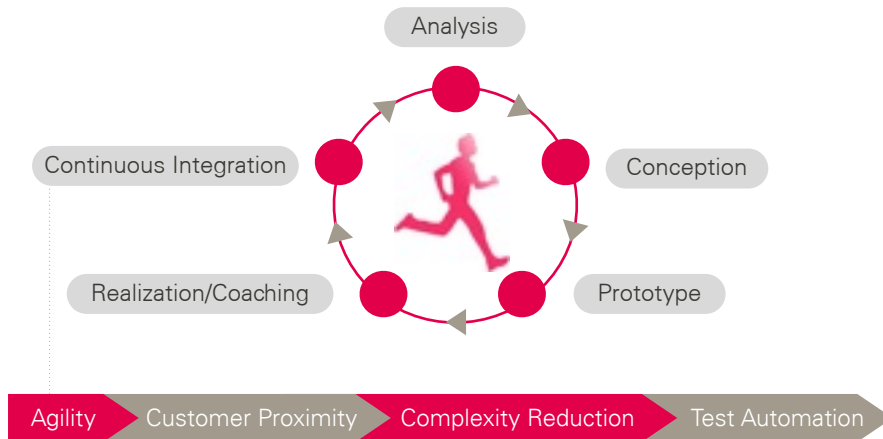 Analysis
Continuous Integration
Conception
Realization/Coaching
Prototype
Agility
Customer Proximity
Complexity Reduction
Test Automation